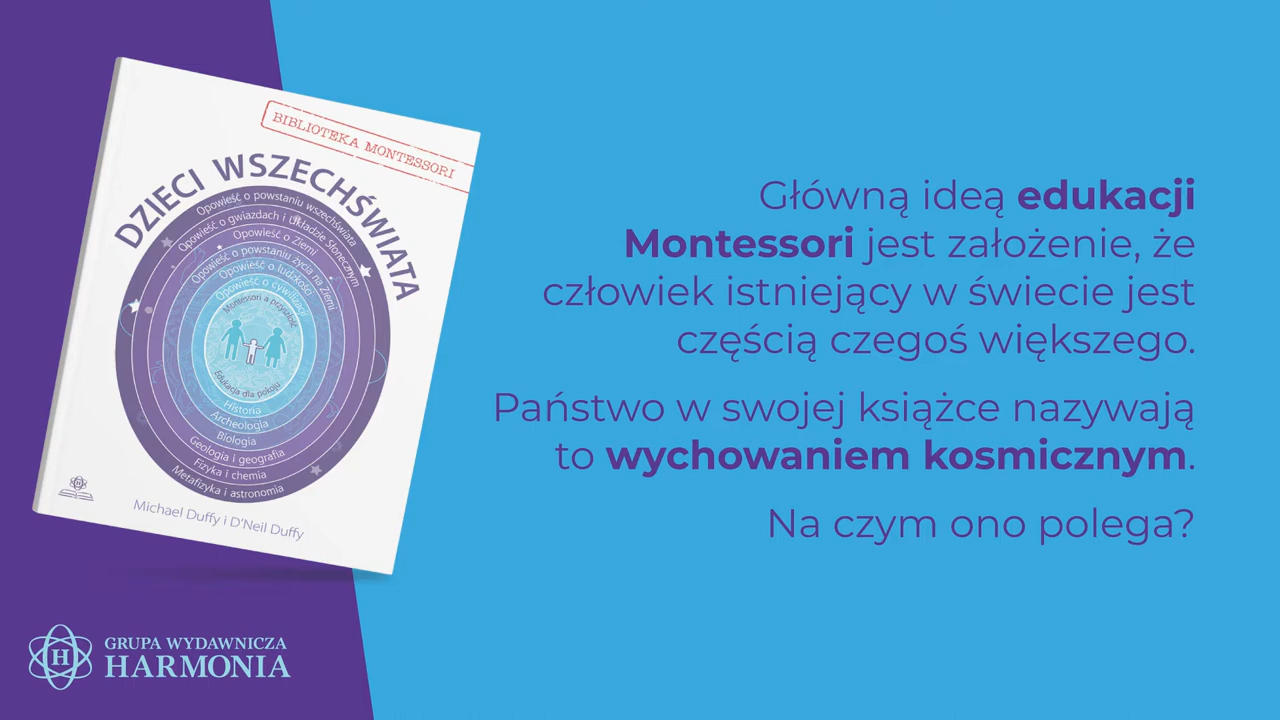 BIBLIOTEKA MONTESSORI
DZIECI WSZECHŚWIATA
Opowieść o powstaniu wszechświata
Opowieść o gwiazdach i Układzie Słonecznym
Opowieść o Ziemi
Opowieść o powstaniu życia na Ziemi
Opowieść o ludzkości
Opowieść o cywilizacji
Montessori a przyszłość
Edukacja dla pokoju
Historia
Archeologia
Biologia
Geologia i geografia
Fizyka i chemia
Metafizyka i astronomia
Michael Duffy i D'Neil Duffy
H
Główną ideą edukacji
Montessori jest założenie, że
człowiek istniejący w świecie jest
częścią czegoś większego.
Państwo w swojej książce nazywają
to wychowaniem kosmicznym.
Na czym ono polega?
H
GRUPA WYDAWNICZA
HARMONIA